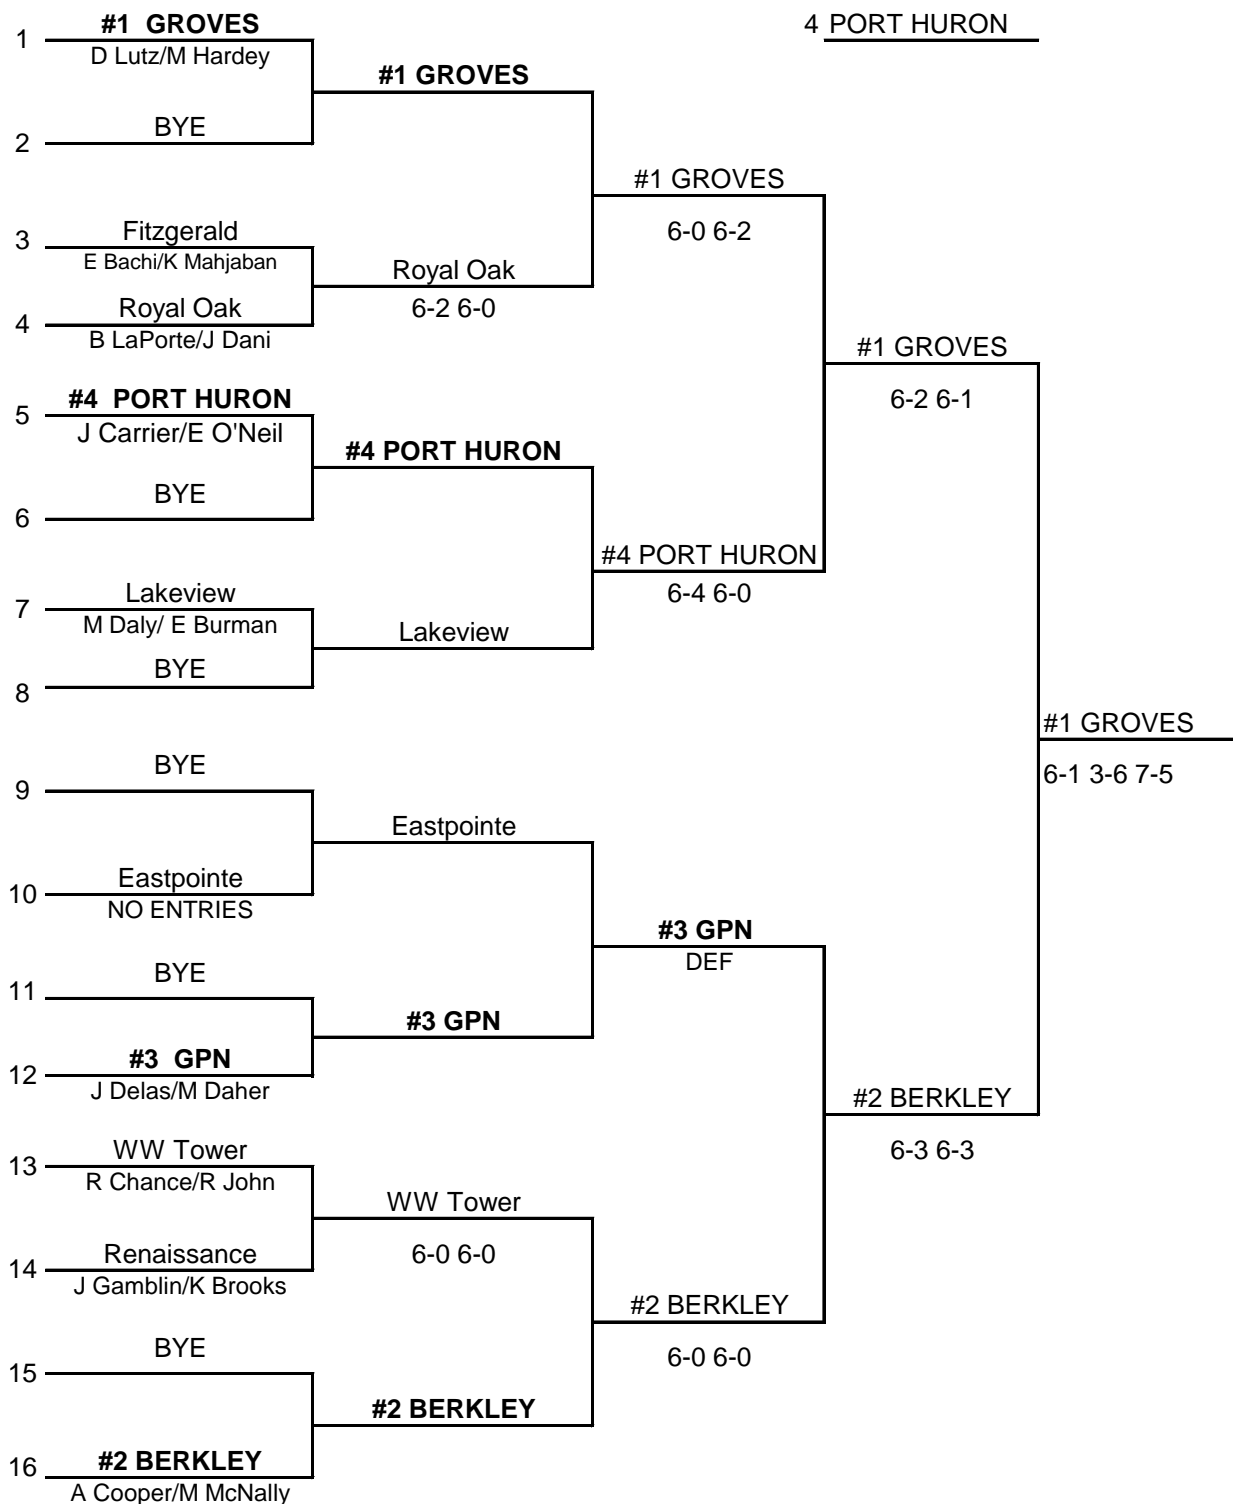 #1  GROVES
4 PORT HURON
1
D Lutz/M Hardey
#1 GROVES
BYE
2
#1 GROVES
Fitzgerald
3
6-0 6-2
E Bachi/K Mahjaban
Royal Oak
Royal Oak
6-2 6-0
4
B LaPorte/J Dani
#1 GROVES
#4  PORT HURON
6-2 6-1
5
J Carrier/E O'Neil
#4 PORT HURON
BYE
6
#4 PORT HURON
Lakeview
6-4 6-0
7
M Daly/ E Burman
Lakeview
BYE
8
#1 GROVES
BYE
6-1 3-6 7-5
9
Eastpointe
Eastpointe
10
NO ENTRIES
#3 GPN
DEF
BYE
11
#3 GPN
#3  GPN
12
J Delas/M Daher
#2 BERKLEY
WW Tower
6-3 6-3
13
R Chance/R John
WW Tower
Renaissance
6-0 6-0
14
J Gamblin/K Brooks
#2 BERKLEY
BYE
6-0 6-0
15
#2 BERKLEY
#2 BERKLEY
16
A Cooper/M McNally